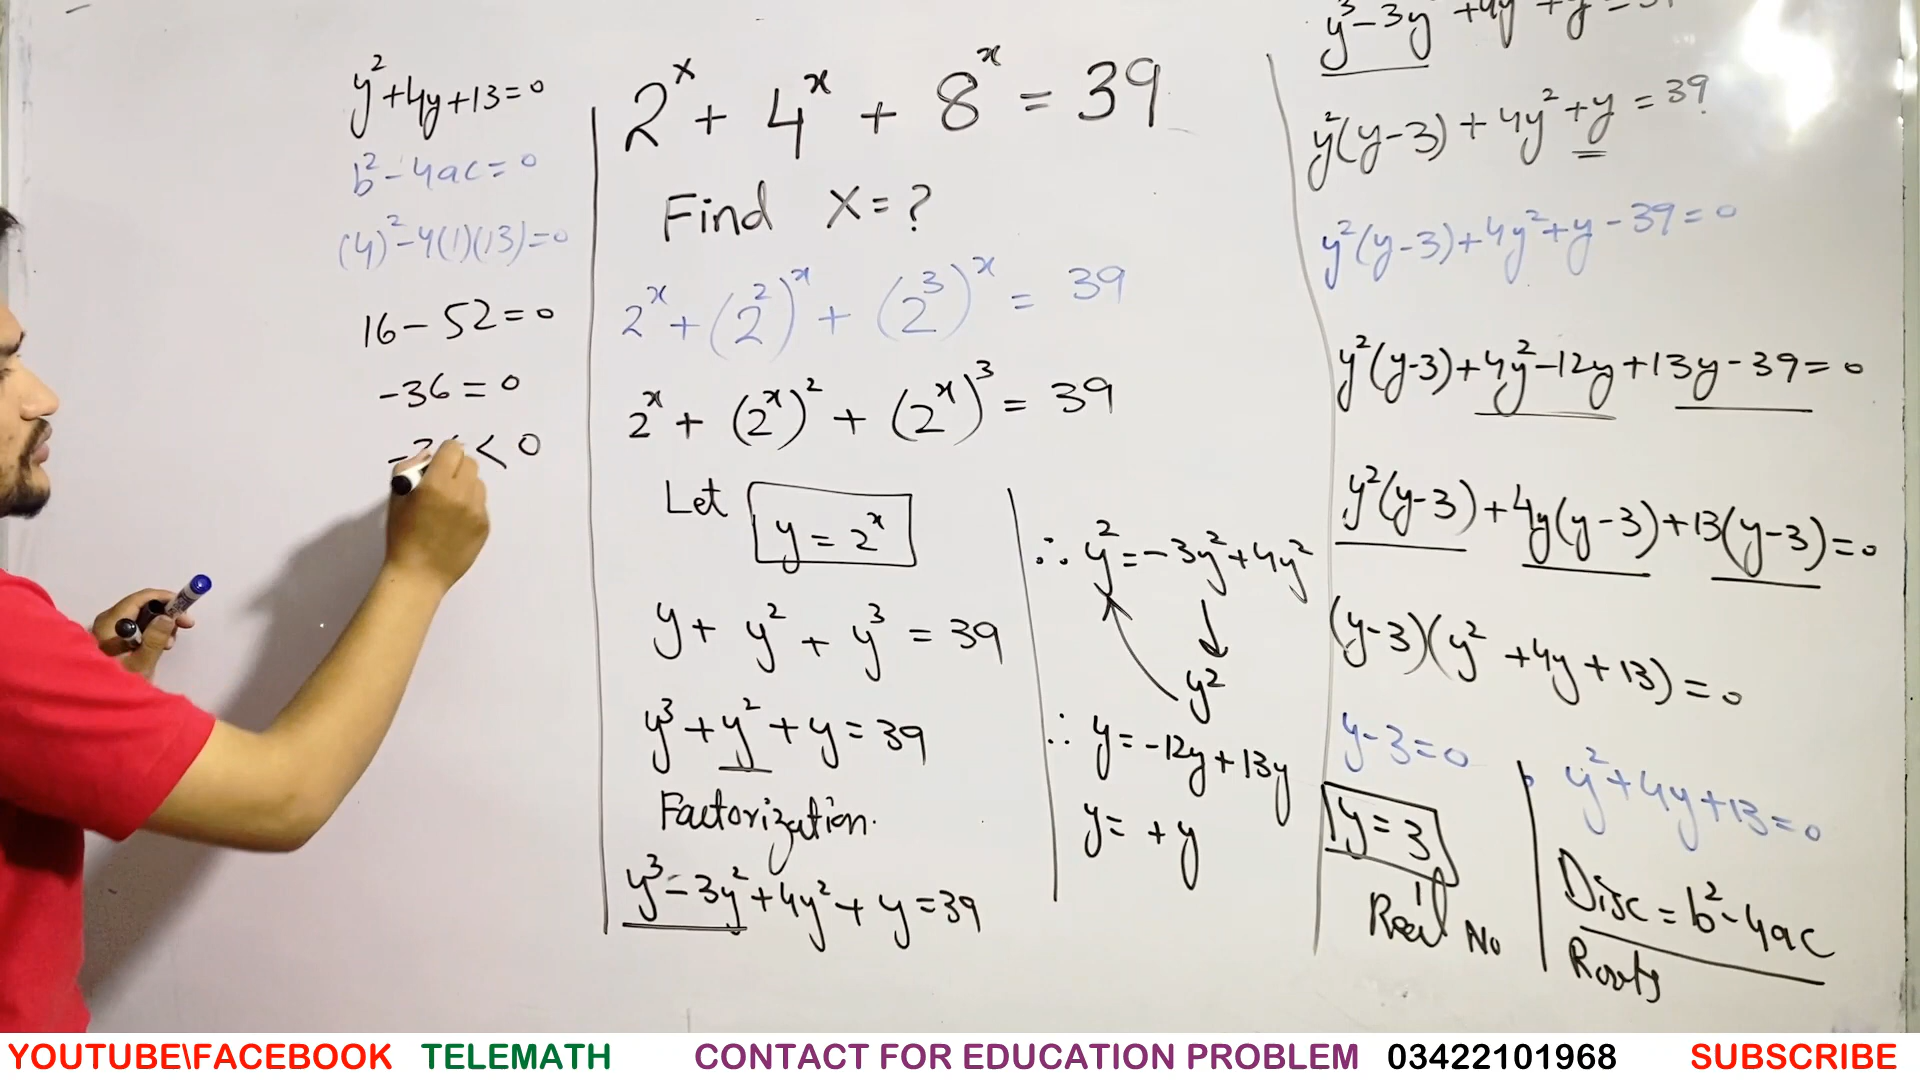 y²+4y+13=0
b²-4ac=0
(4)²-4(1)(13)=0
16-52=0
-36=0
< 0
2ˣ + 4ˣ + 8ˣ = 39
Find X=?
2ˣ+(2²)ˣ+(2³)ˣ= 39
2ˣ+(2ˣ)²+(2ˣ)³= 39
Let y=2ˣ
y+y²+y³=39
y³+y²+y=39
Factorization.
y³-3y²+4y²+y=39
∴ y²=-3y²+4y²
y²
∴ y=-12y+13y
y=+y
y²(y-3)+4y²+y=39
y²(y-3)+4y²+y-39=0
y²(y-3)+4y²-12y+13y-39=0
y²(y-3)+4y(y-3)+13(y-3)=0
(y-3)(y²+4y+13)=0
y-3=0
y=3
Real No
y²+4y+13=0
Disc=b²-4ac
Roots
YOUTUBE\FACEBOOK TELEMATH CONTACT FOR EDUCATION PROBLEM 03422101968 SUBSCRIBE